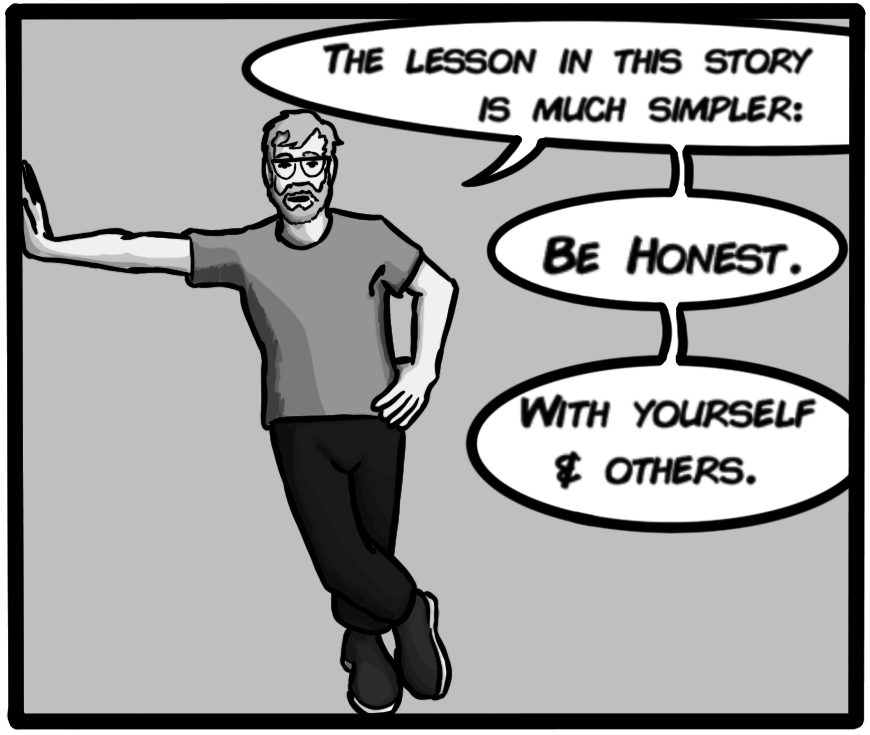 The lesson in this story
is much simpler:
Be Honest.
With yourself
& others.